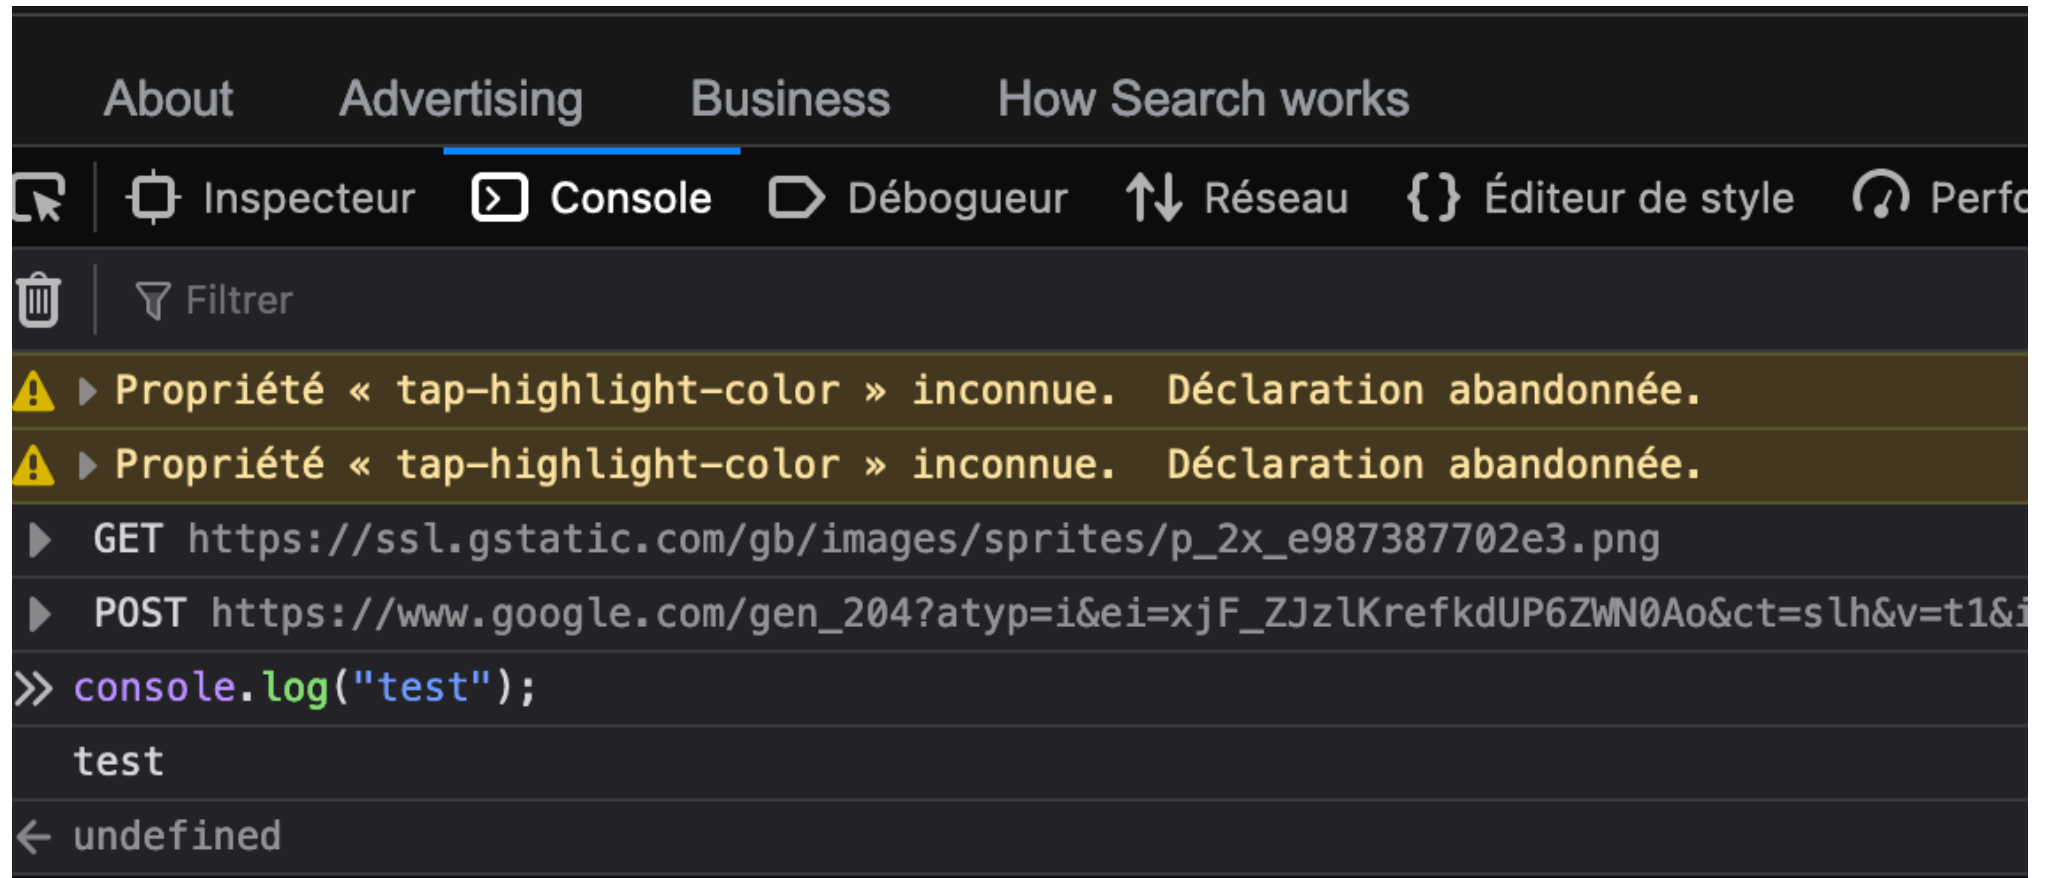 About Advertising Business How Search works
Inspecteur Console Débogueur Réseau Éditeur de style Perfo
Filtrer
Propriété « tap-highlight-color » inconnue. Déclaration abandonnée.
Propriété « tap-highlight-color » inconnue. Déclaration abandonnée.
GET https://ssl.gstatic.com/gb/images/sprites/p_2x_e987387702e3.png
POST https://www.google.com/gen_204?atyp=i&ei=xjF_ZJzlKrefkdUP6ZWN0Ao&ct=slh&v=t1&i
console.log("test");
test
undefined